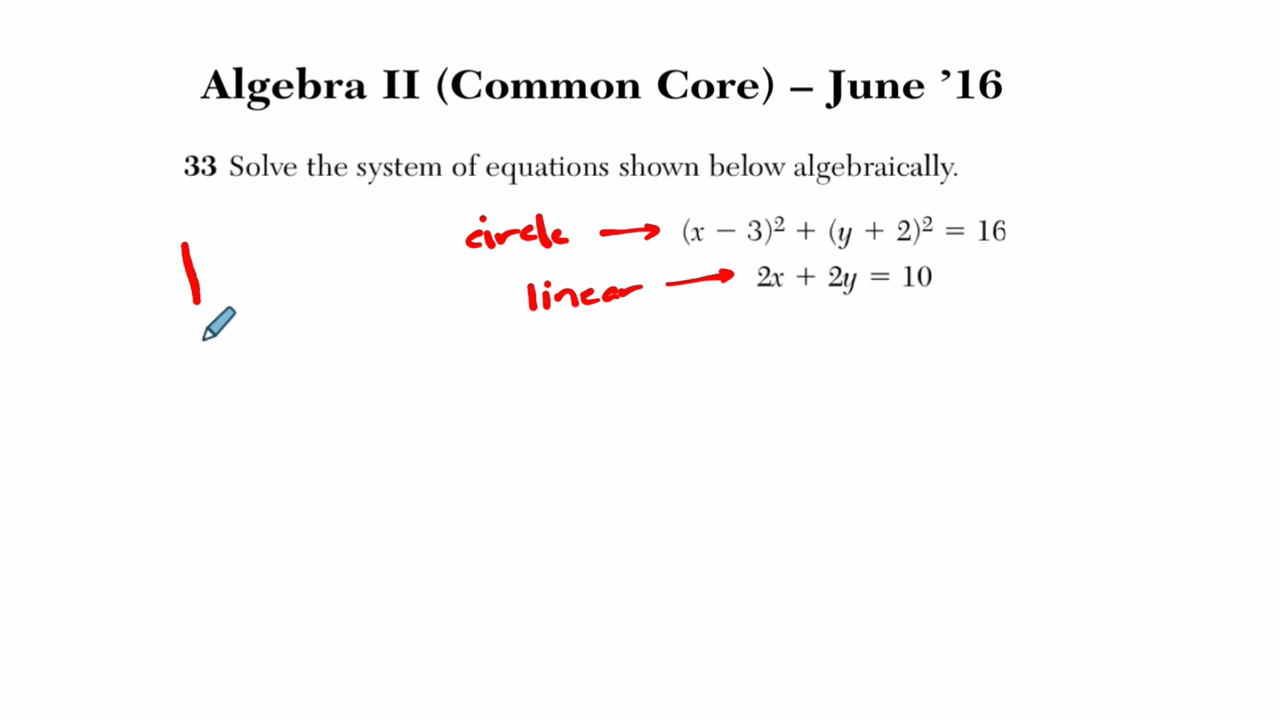 Algebra II (Common Core) – June ’16
33 Solve the system of equations shown below algebraically.
circle → (x − 3)² + (y + 2)² = 16
linear → 2x + 2y = 10